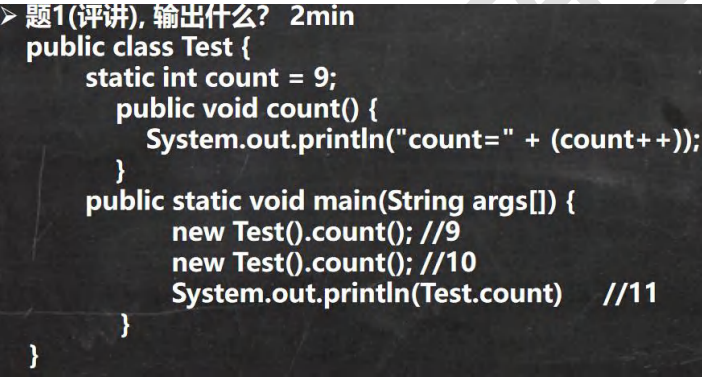 ➢ 题1(评讲), 输出什么? 2min
public class Test {
static int count = 9;
public void count() {
System.out.println("count=" + (count++));
}
public static void main(String args[]) {
new Test().count(); //9
new Test().count(); //10
System.out.println(Test.count) //11
}
}